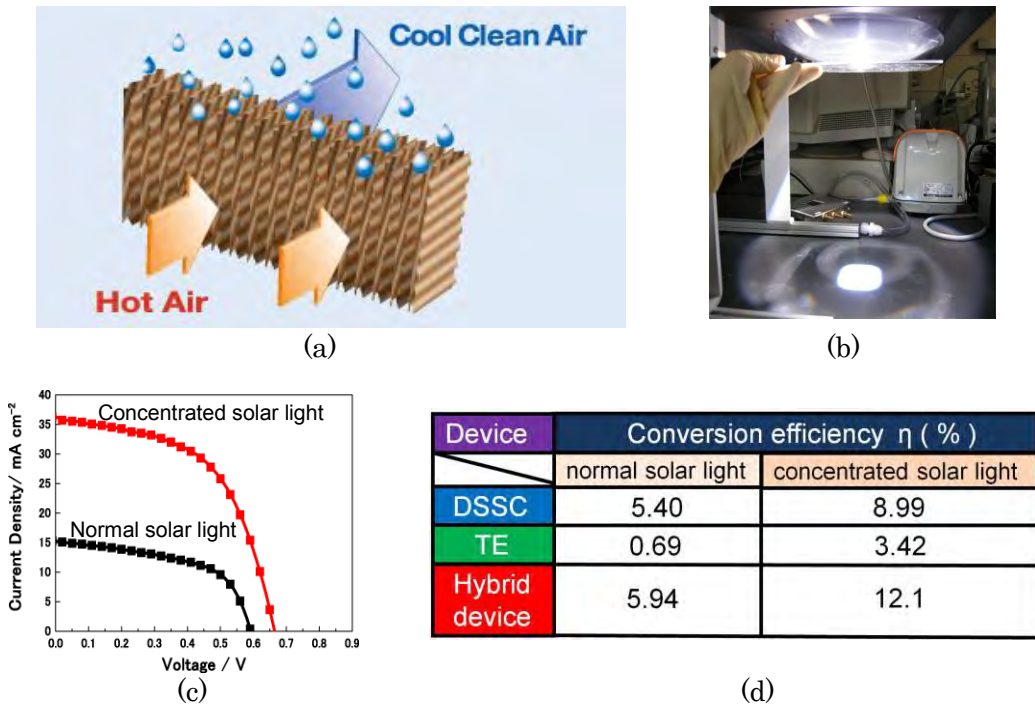 Cool Clean Air
Hot Air
(a)
(b)
Current Density/ mA cm⁻²
40
35
30
25
20
15
10
5
0
Concentrated solar light
Normal solar light
0.0 0.1 0.2 0.3 0.4 0.5 0.6 0.7 0.8 0.9
Voltage / V
(c)
Device Conversion efficiency η ( % )
normal solar light concentrated solar light
DSSC 5.40 8.99
TE 0.69 3.42
Hybrid device 5.94 12.1
(d)